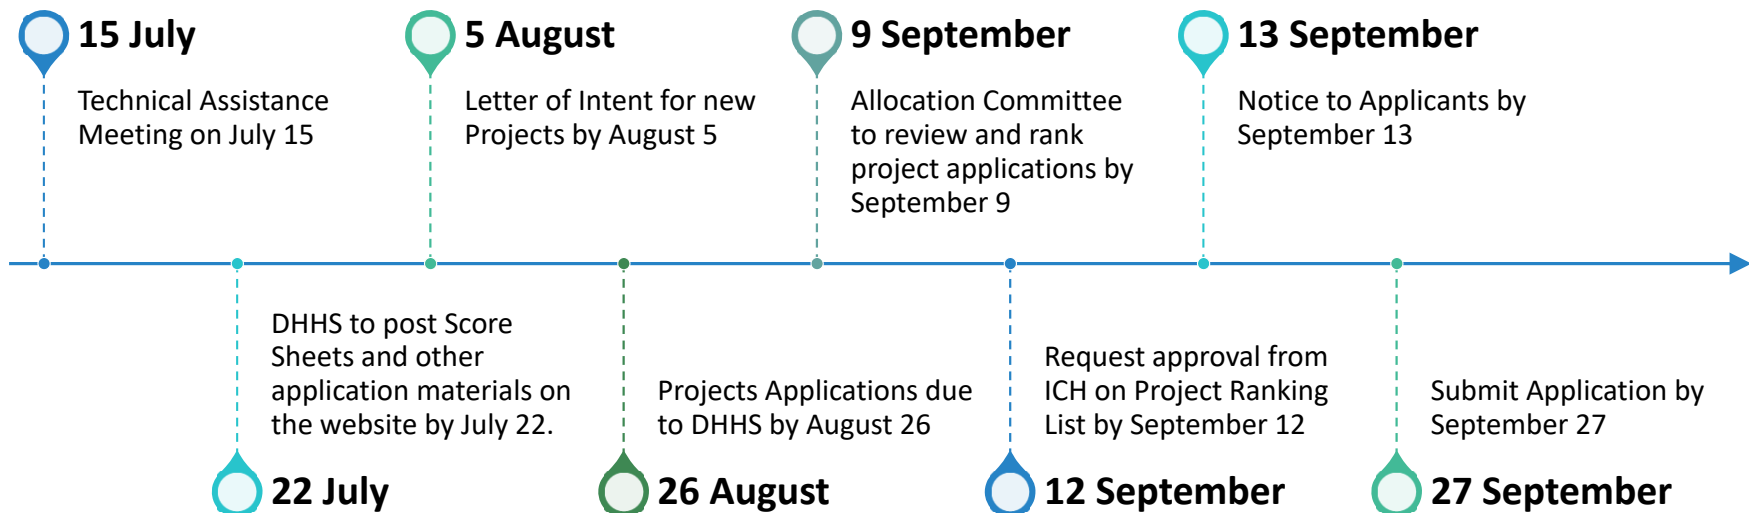 15 July
Technical Assistance
Meeting on July 15
5 August
Letter of Intent for new
Projects by August 5
9 September
Allocation Committee
to review and rank
project applications by
September 9
13 September
Notice to Applicants by
September 13
DHHS to post Score
Sheets and other
application materials on
the website by July 22.
22 July
Projects Applications due
to DHHS by August 26
26 August
Request approval from
ICH on Project Ranking
List by September 12
12 September
Submit Application by
September 27
27 September